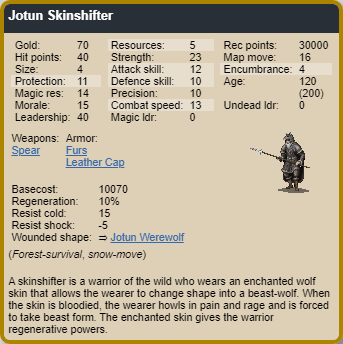 Jotun Skinshifter
Gold: 70 Resources: 5 Rec points: 30000
Hit points: 40 Strength: 23 Map move: 16
Size: 4 Attack skill: 12 Encumbrance: 4
Protection: 11 Defence skill: 10 Age: 120
Magic res: 14 Precision: 10 (200)
Morale: 15 Combat speed: 13 Undead ldr: 0
Leadership: 40 Magic ldr: 0
Weapons: Armor:
Spear Furs
Leather Cap
Basecost: 10070
Regeneration: 10%
Resist cold: 15
Resist shock: -5
Wounded shape: ⇒ Jotun Werewolf
(Forest-survival, snow-move)
A skinshifter is a warrior of the wild who wears an enchanted wolf
skin that allows the wearer to change shape into a beast-wolf. When
the skin is bloodied, the wearer howls in pain and rage and is forced
to take beast form. The enchanted skin gives the warrior
regenerative powers.